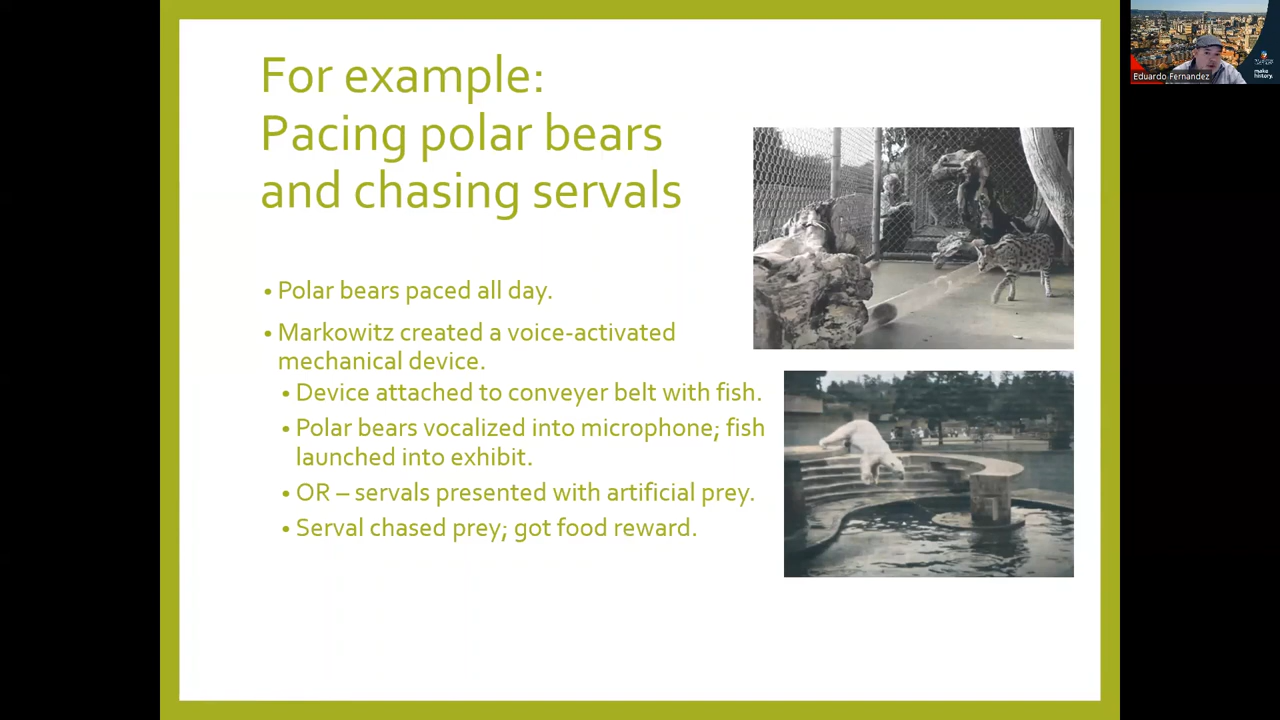 For example:
Pacing polar bears
and chasing servals
• Polar bears paced all day.
• Markowitz created a voice-activated
mechanical device.
• Device attached to conveyer belt with fish.
• Polar bears vocalized into microphone; fish
launched into exhibit.
• OR – servals presented with artificial prey.
• Serval chased prey; got food reward.
Eduardo Fernandez
make
history.